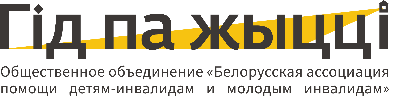 Гід па жыцці
Общественное объединение «Белорусская ассоциация
помощи детям-инвалидам и молодым инвалидам»